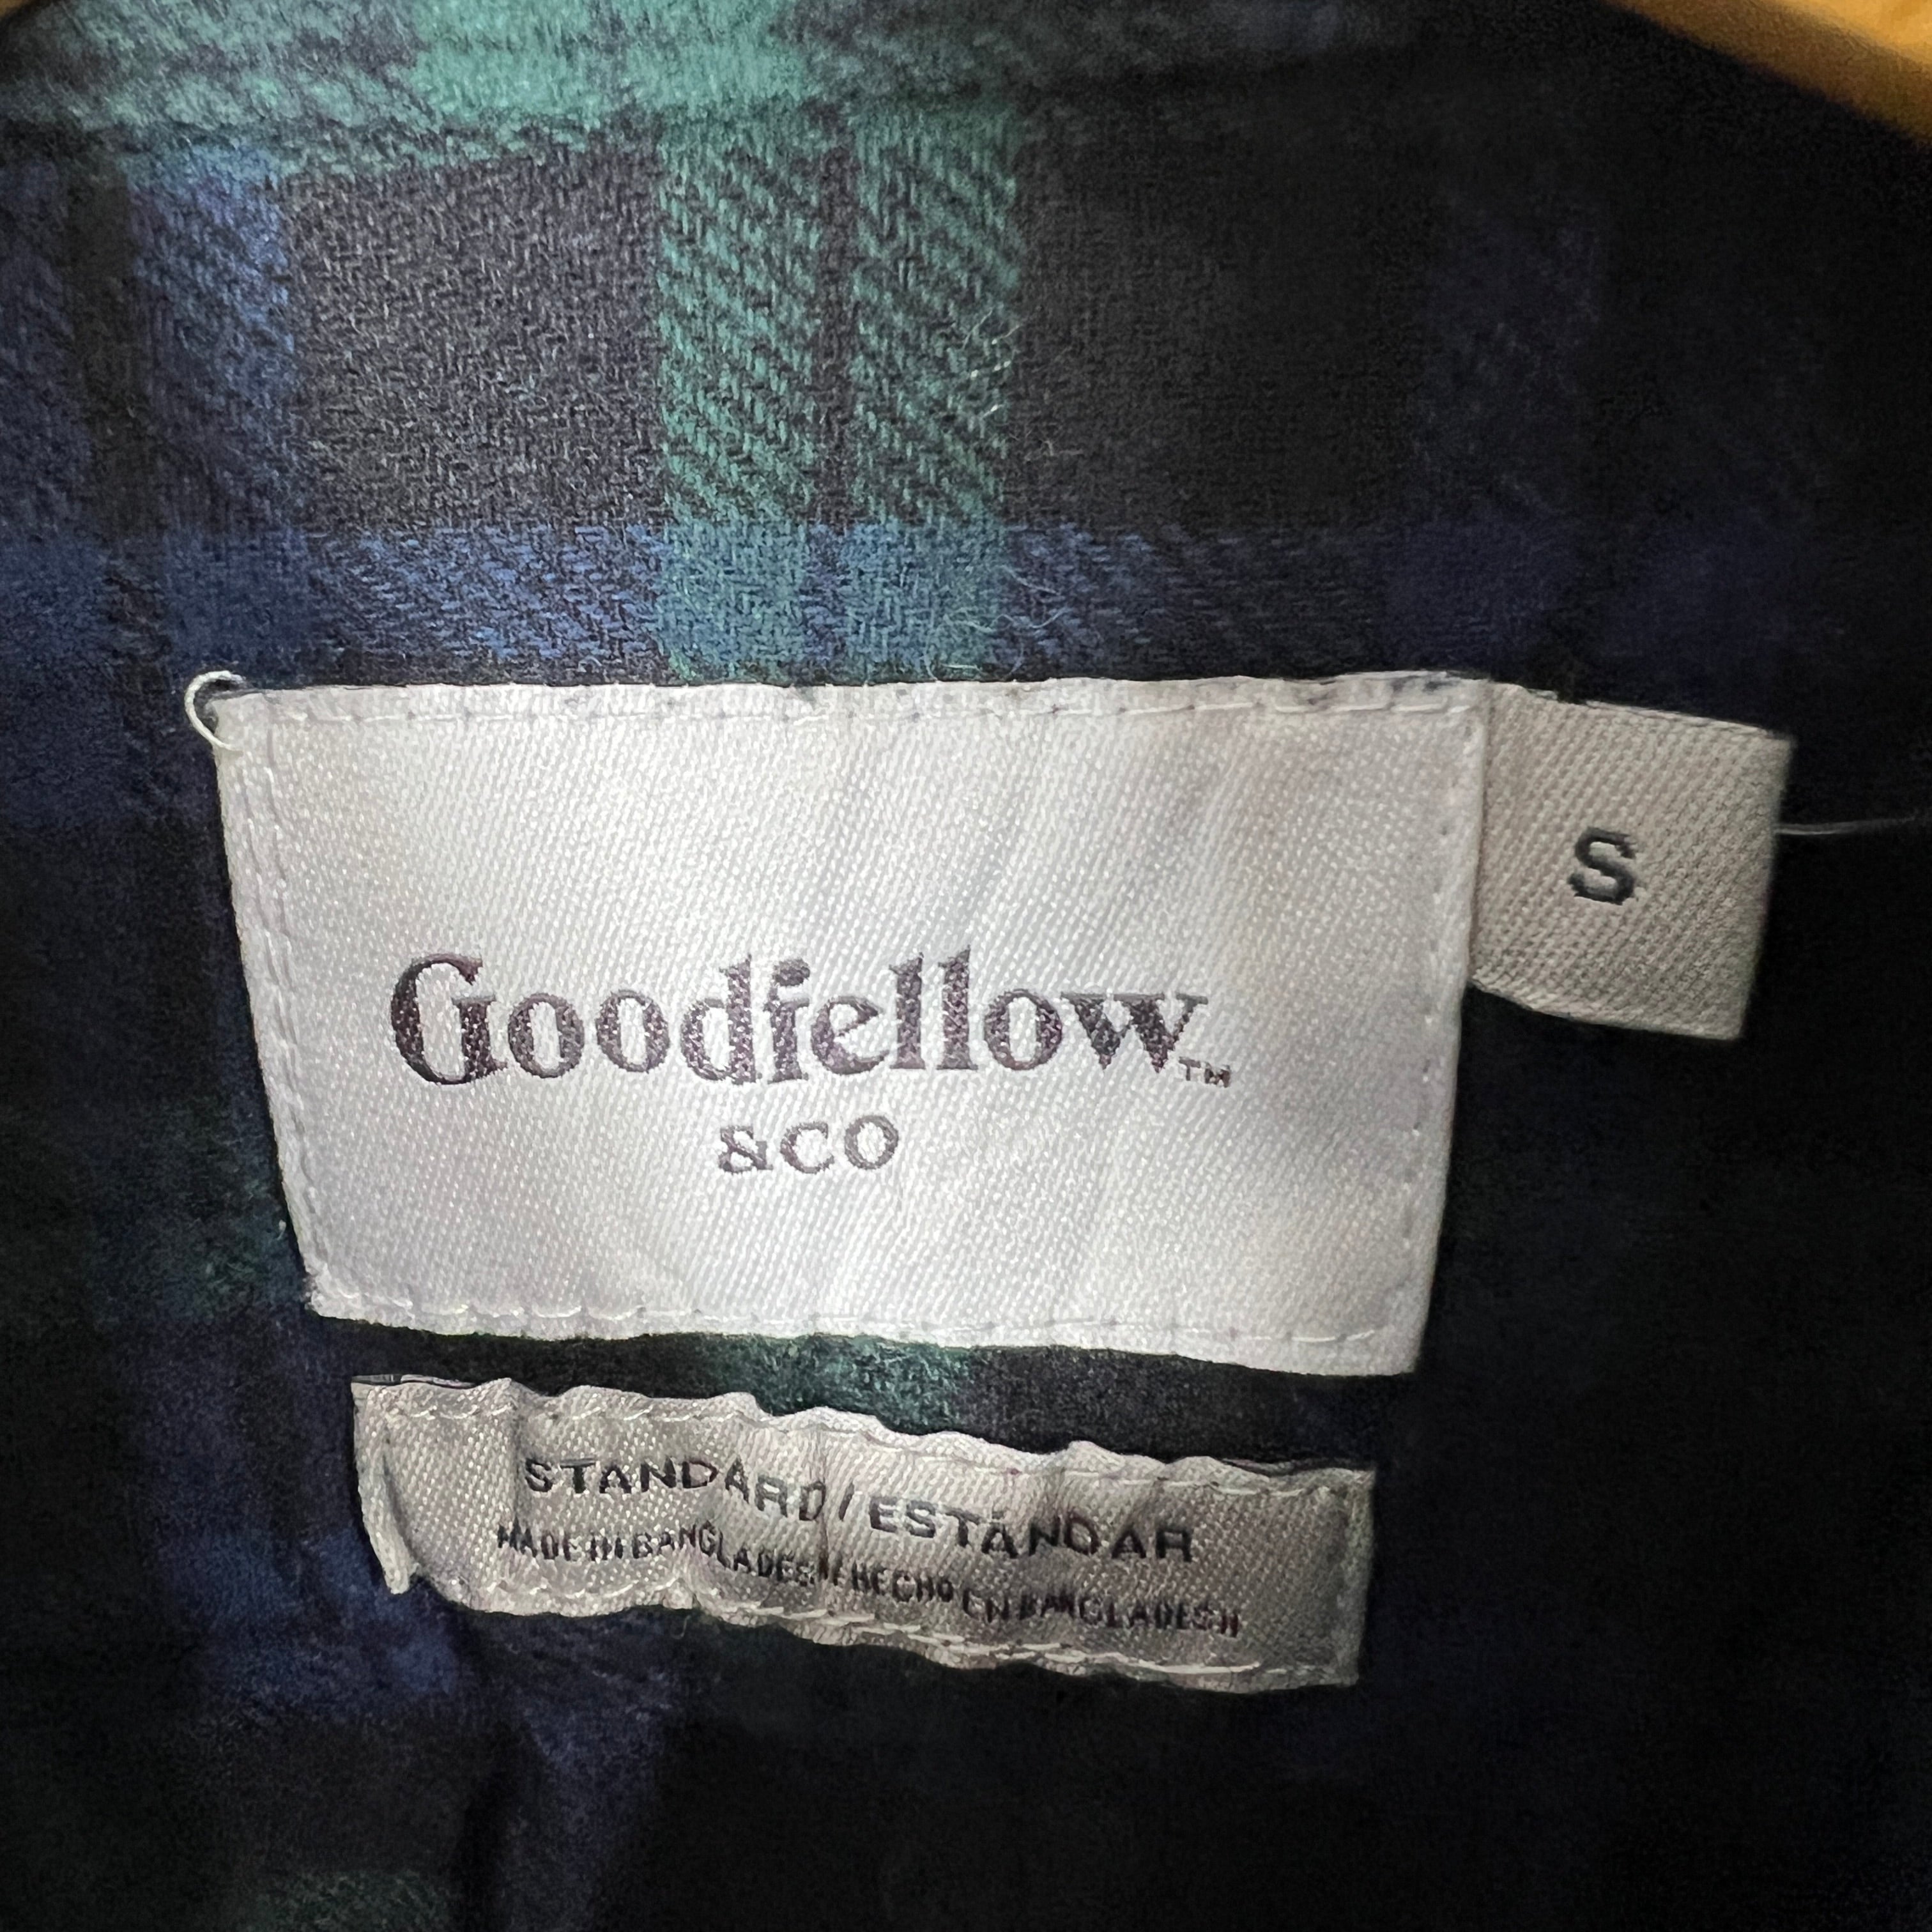 Goodfellow™
&CO
S
STANDARD/ESTÁNDAR
MADE IN BANGLADESH/HECHO EN BANGLADESH